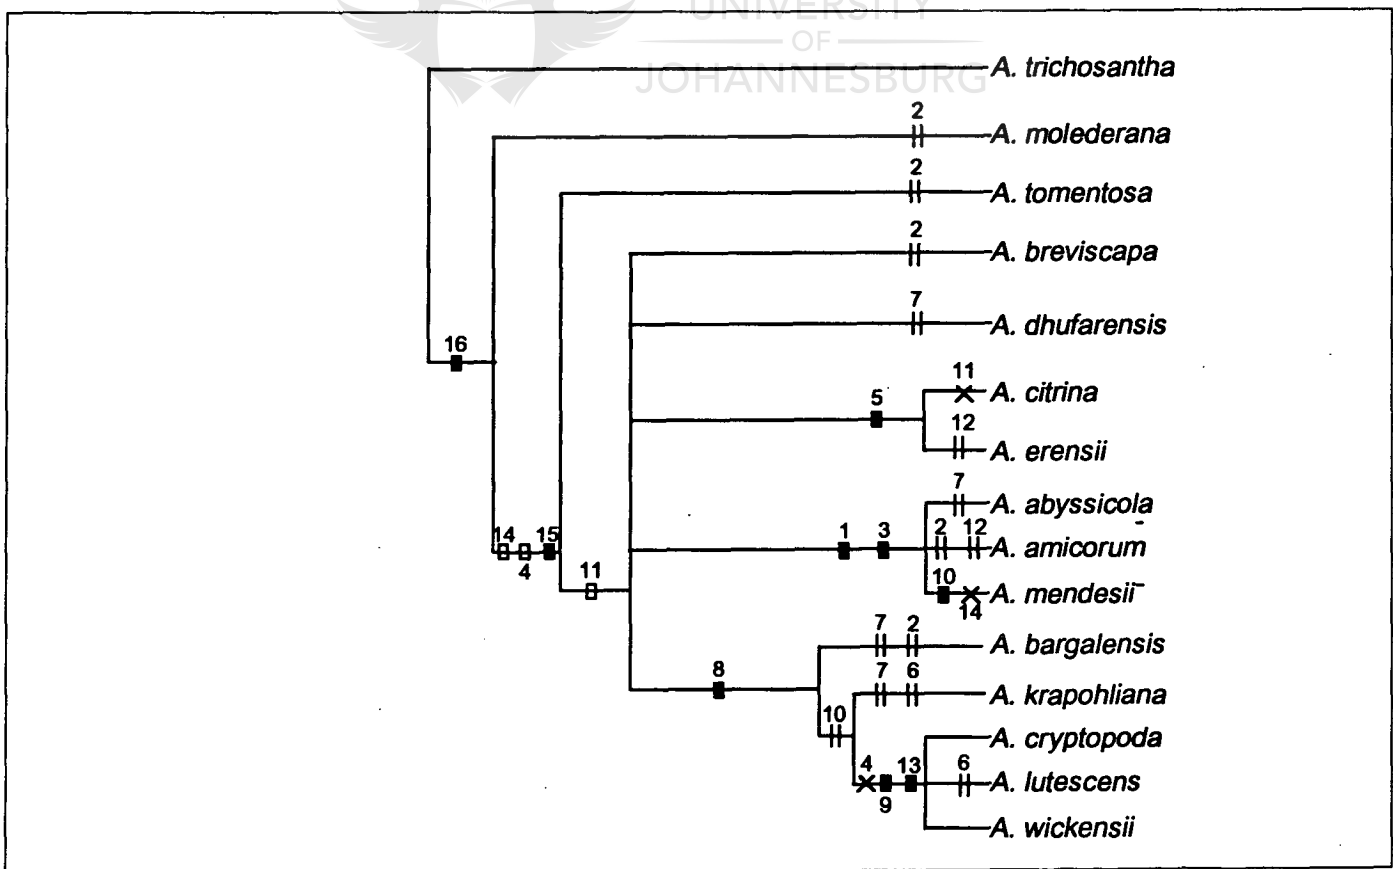 UNIVERSITY
OF
JOHANNESBURG
A. trichosantha
2
A. molederana
2
A. tomentosa
2
A. breviscapa
7
A. dhufarensis
16
11
A. citrina
5
12
A. erensii
7
A. abyssicola
14 15
4
1 3
2 12
A. amicorum
11
10
14
A. mendesii
7 2
A. bargalensis
8
7 6
A. krapohliana
10
A. cryptopoda
4 13
9
6
A. lutescens
A. wickensii